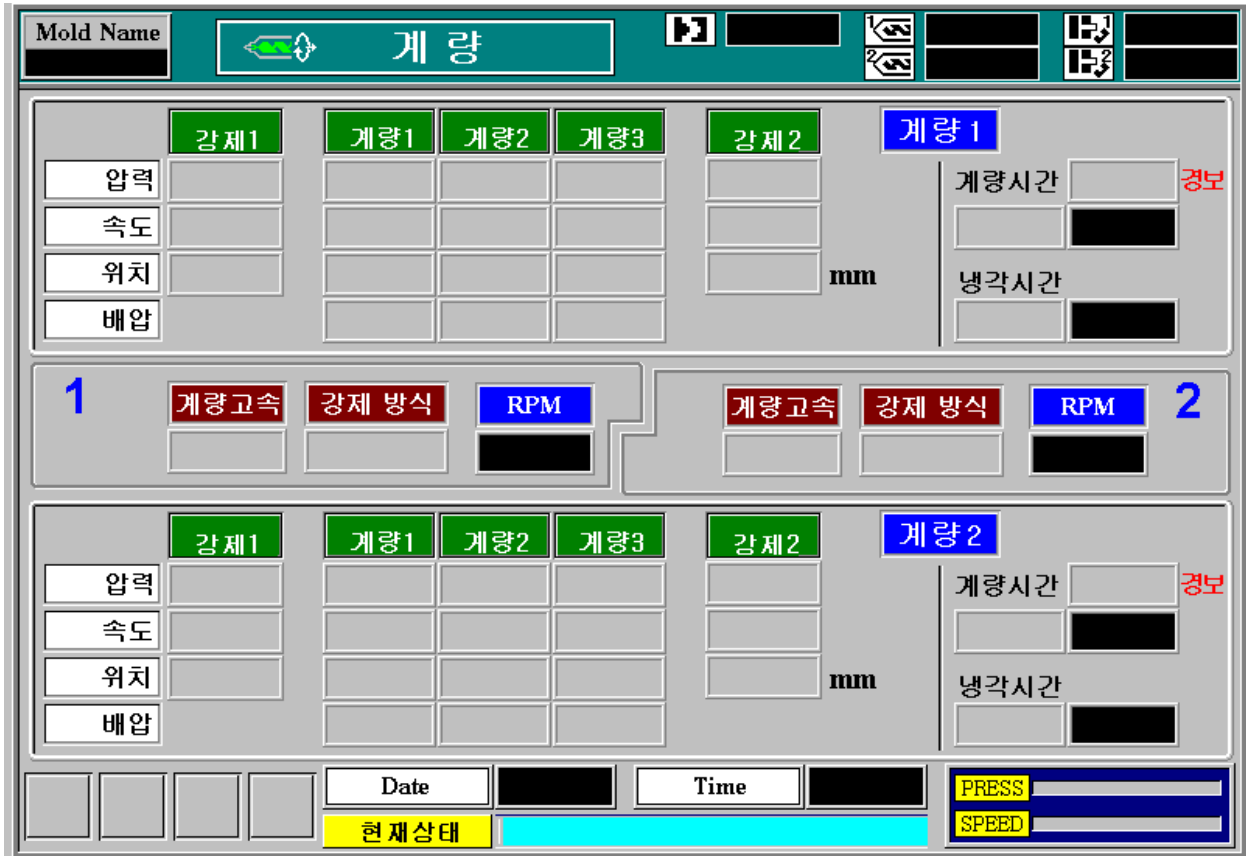 Mold Name
계 량
1
1
2
2
강제1 계량1 계량2 계량3 강제2 계량1
압력 계량시간 경보
속도
위치 mm 냉각시간
배압
1 계량고속 강제 방식 RPM
계량고속 강제 방식 RPM 2
강제1 계량1 계량2 계량3 강제2 계량2
압력 계량시간 경보
속도
위치 mm 냉각시간
배압
Date Time PRESS
현재상태 SPEED